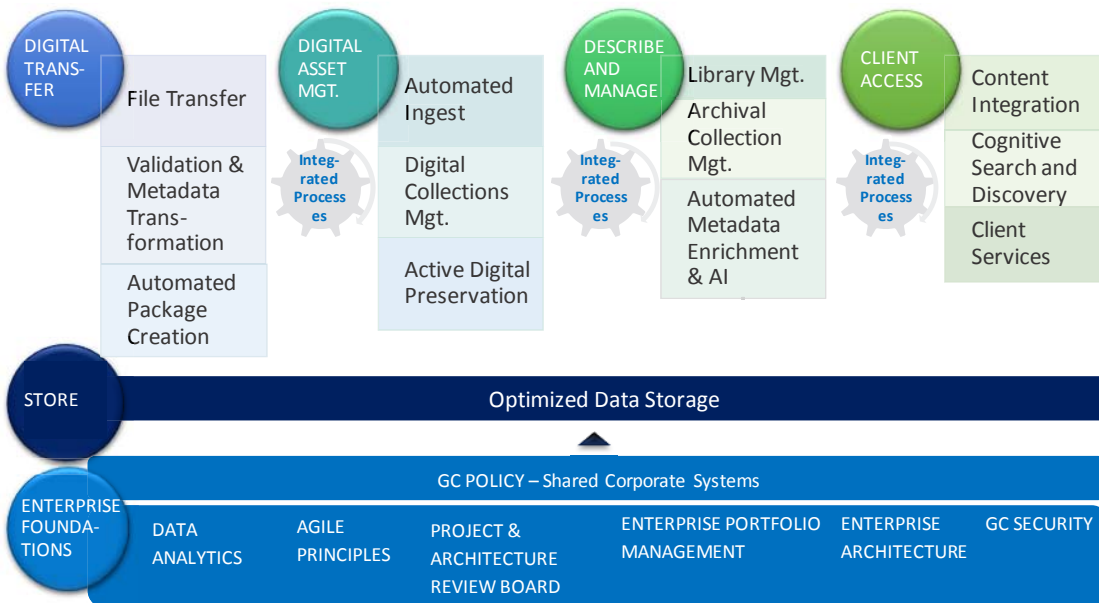 DIGITAL
TRANS-
FER
File Transfer
Validation &
Metadata
Trans-
formation
Automated
Package
Creation
DIGITAL
ASSET
MGT.
Integ-
rated
Process
es
Automated
Ingest
Digital
Collections
Mgt.
Active Digital
Preservation
DESCRIBE
AND
MANAGE
Integ-
rated
Process
es
Library Mgt.
Archival
Collection
Mgt.
Automated
Metadata
Enrichment
& AI
CLIENT
ACCESS
Integ-
rated
Process
es
Content
Integration
Cognitive
Search and
Discovery
Client
Services
STORE
Optimized Data Storage
ENTERPRISE
FOUNDA-
TIONS
GC POLICY – Shared Corporate Systems
DATA
ANALYTICS
AGILE
PRINCIPLES
PROJECT &
ARCHITECTURE
REVIEW BOARD
ENTERPRISE PORTFOLIO
MANAGEMENT
ENTERPRISE
ARCHITECTURE
GC SECURITY